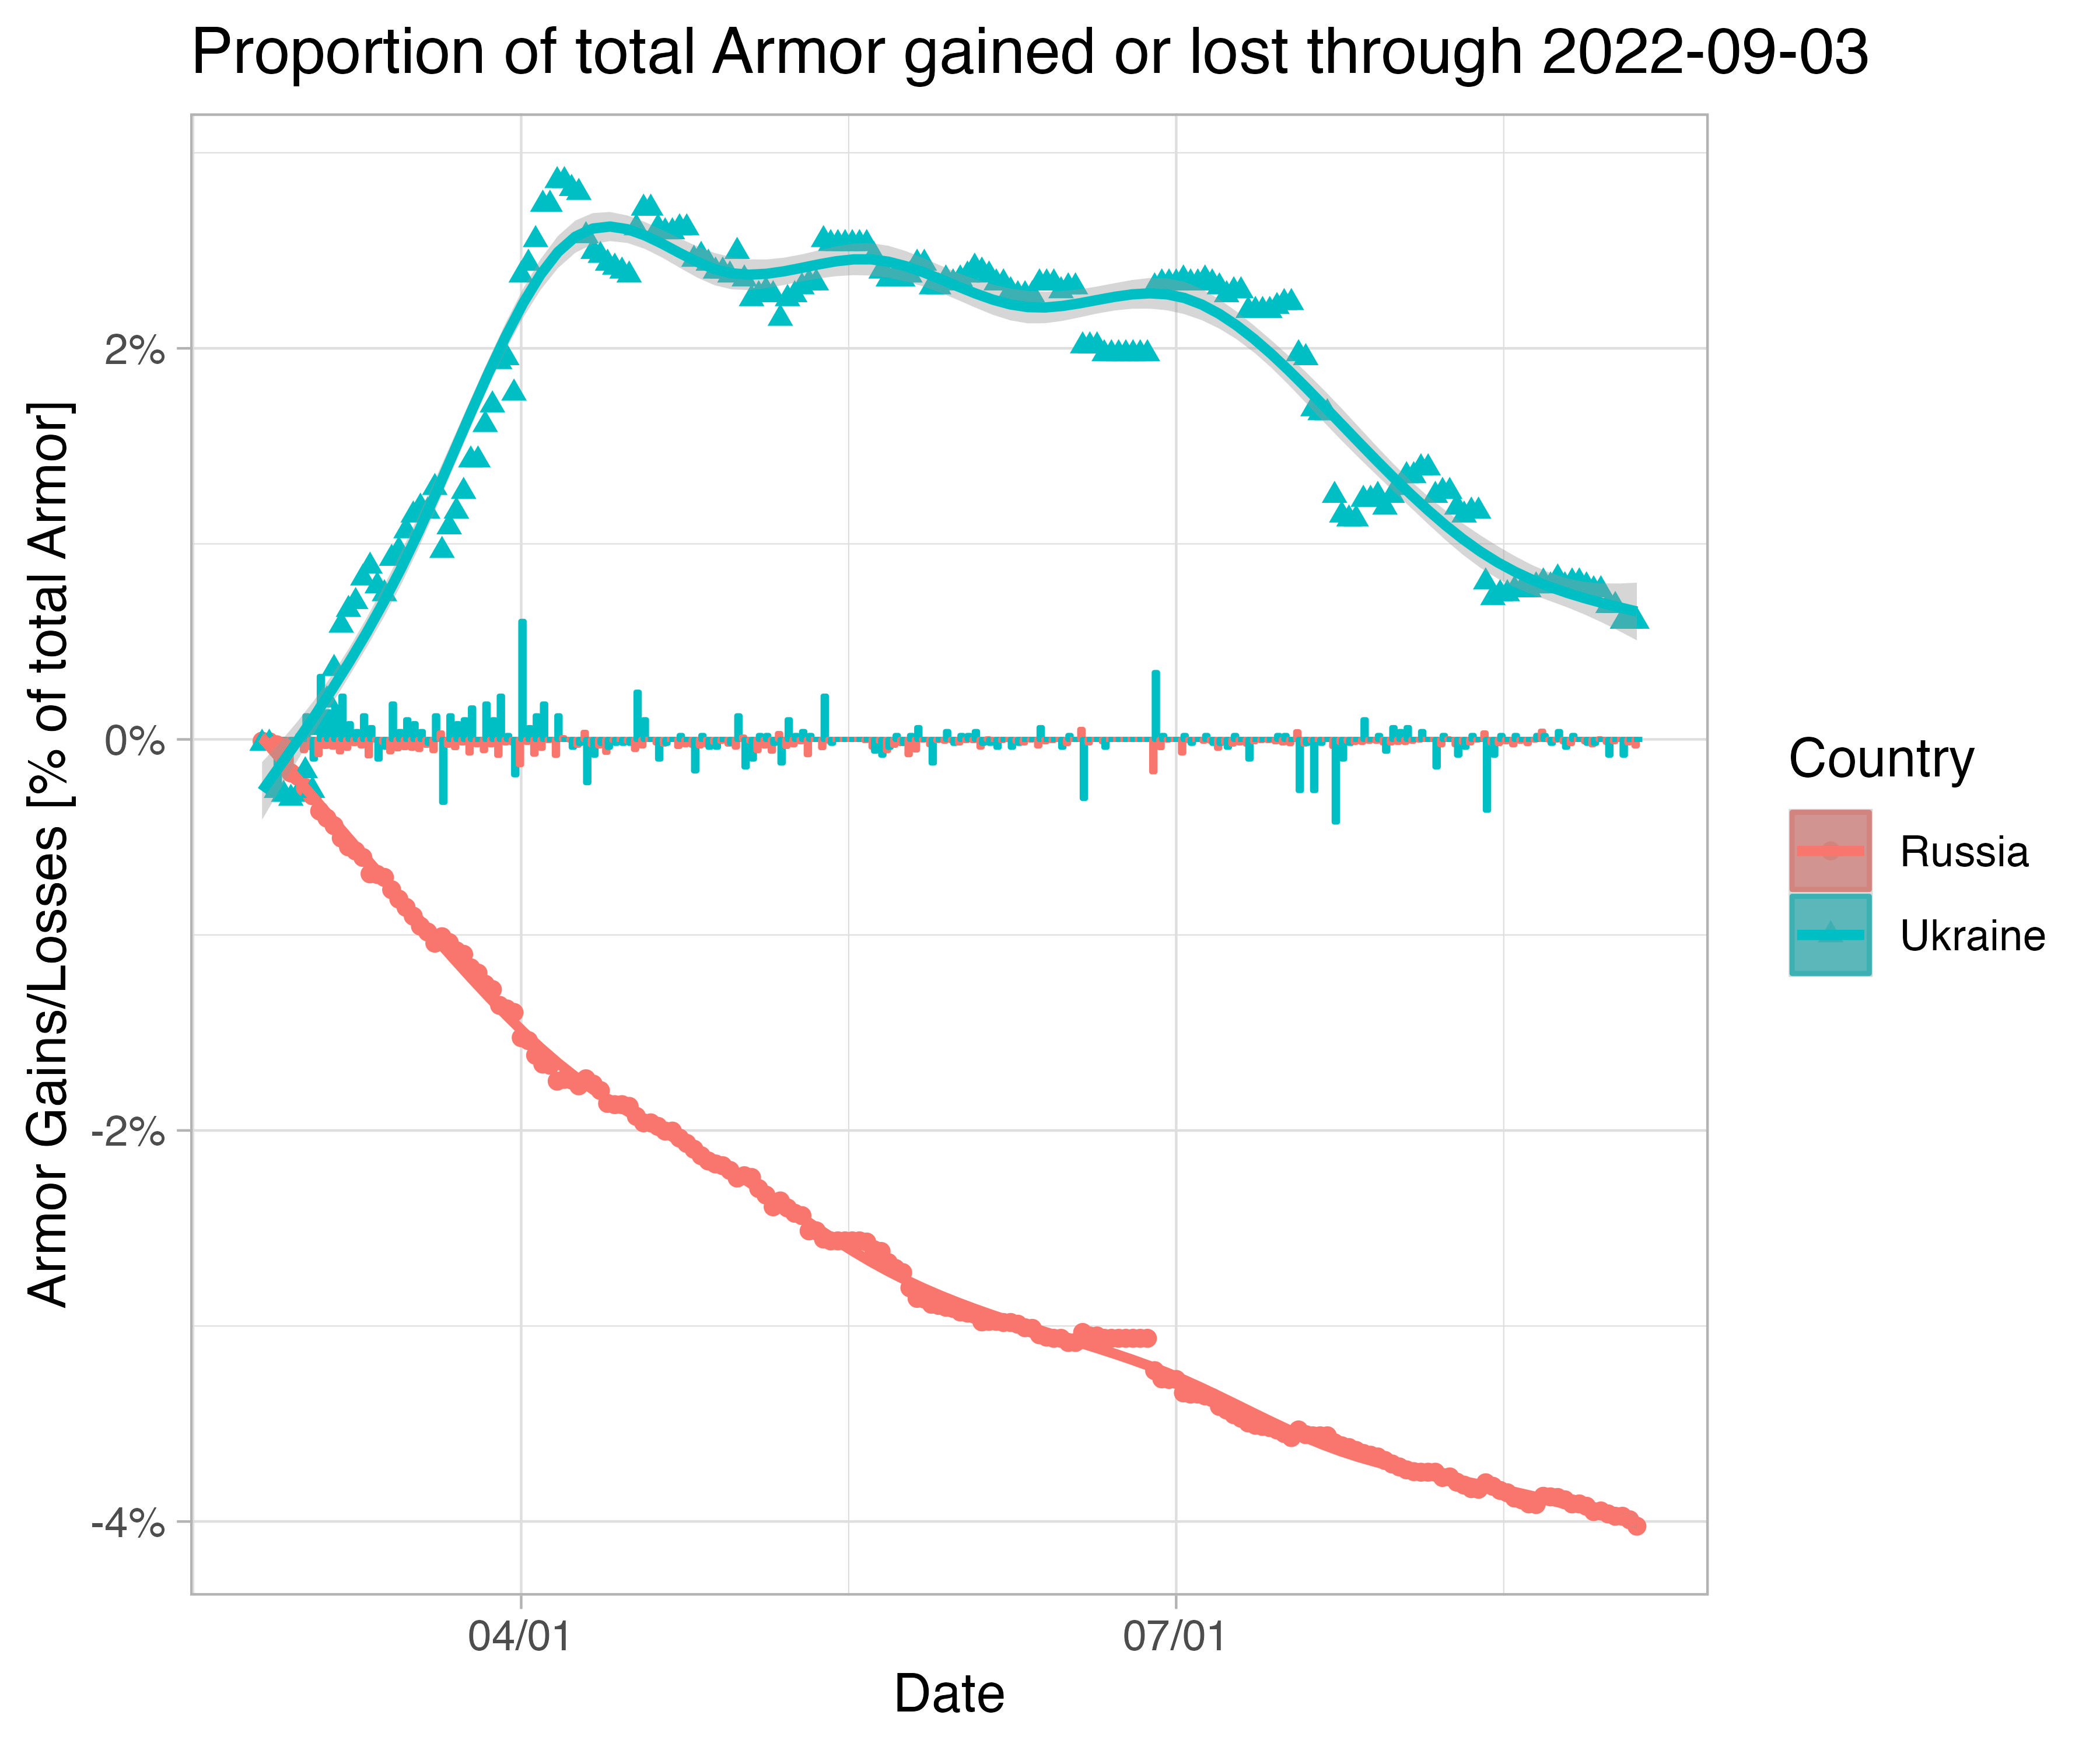 Proportion of total Armor gained or lost through 2022-09-03
Armor Gains/Losses [% of total Armor]
2%
0%
-2%
-4%
04/01
07/01
Date
Country
Russia
Ukraine